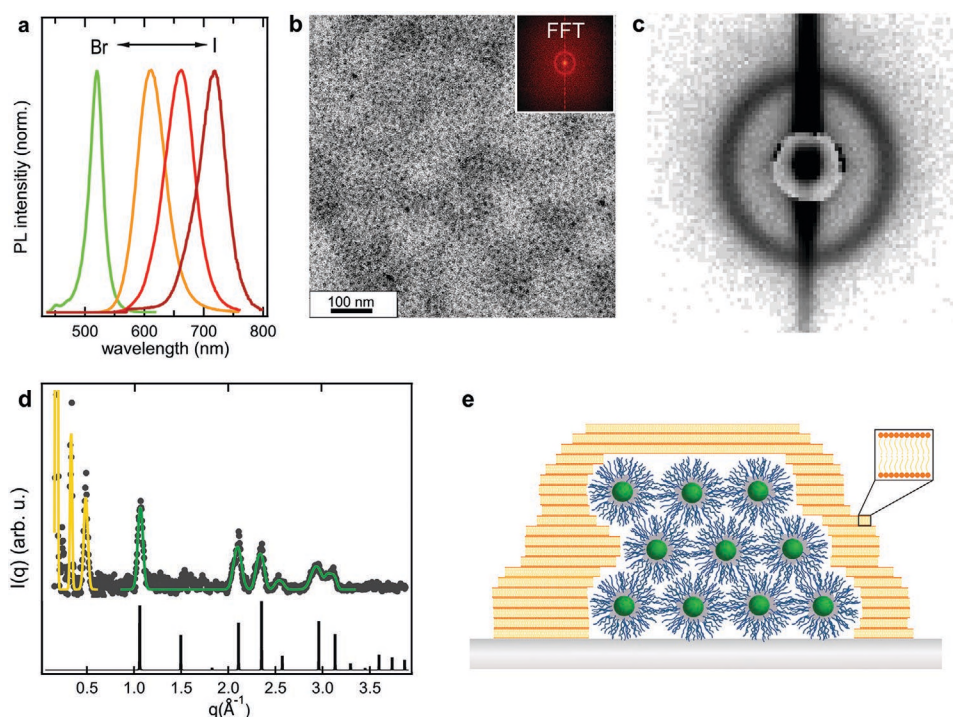 a
Br
I
PL intensitiy (norm.)
500
600
700
800
wavelength (nm)
b
FFT
100 nm
c
d
I(q) (arb. u.)
0.5
1.0
1.5
2.0
2.5
3.0
3.5
q(Å⁻¹)
e